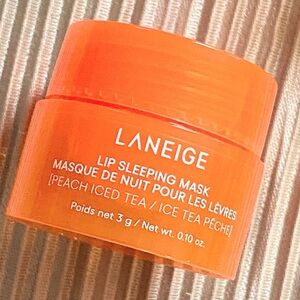 LANEIGE
LIP SLEEPING MASK
MASQUE DE NUIT POUR LES LÈVRES
[PEACH ICED TEA / ICE TEA PÊCHE]
Poids net 3 g / Net wt. 0.10 oz.